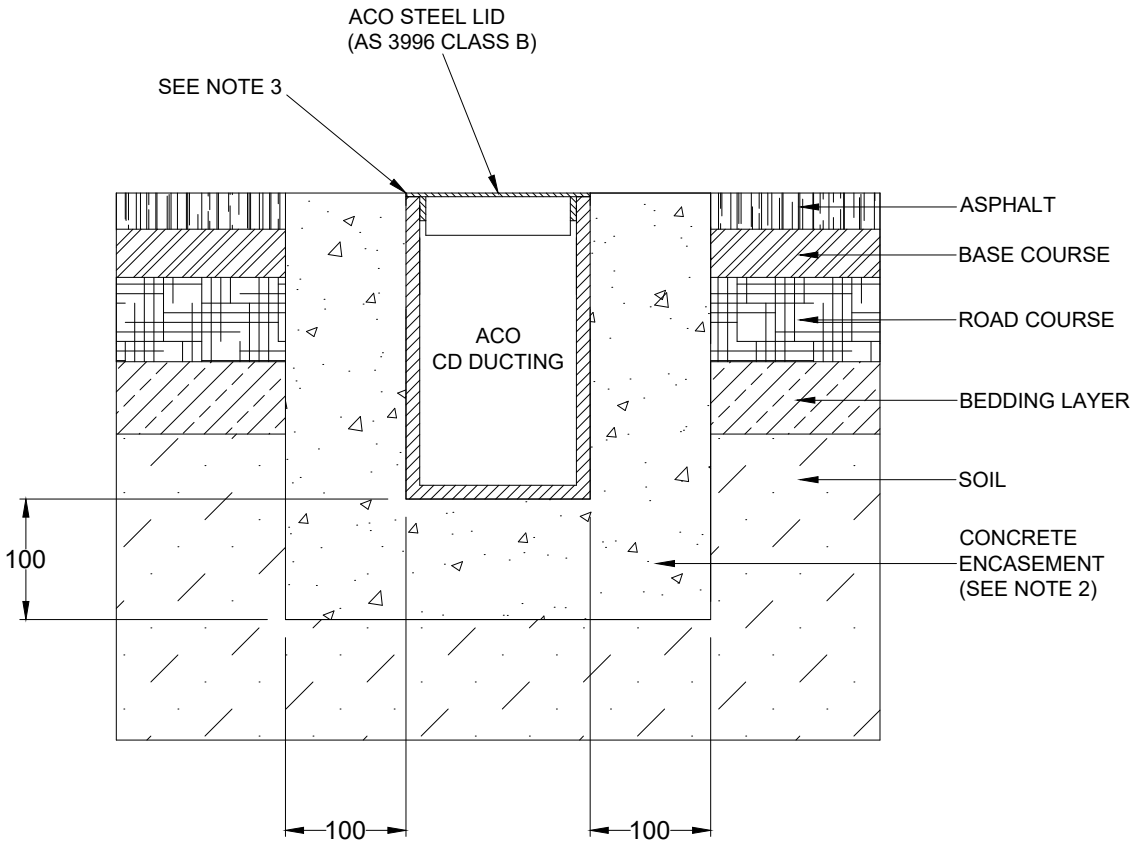 ACO STEEL LID
(AS 3996 CLASS B)
SEE NOTE 3
ASPHALT
BASE COURSE
ROAD COURSE
ACO
CD DUCTING
BEDDING LAYER
SOIL
CONCRETE
ENCASEMENT
(SEE NOTE 2)
100
100
100